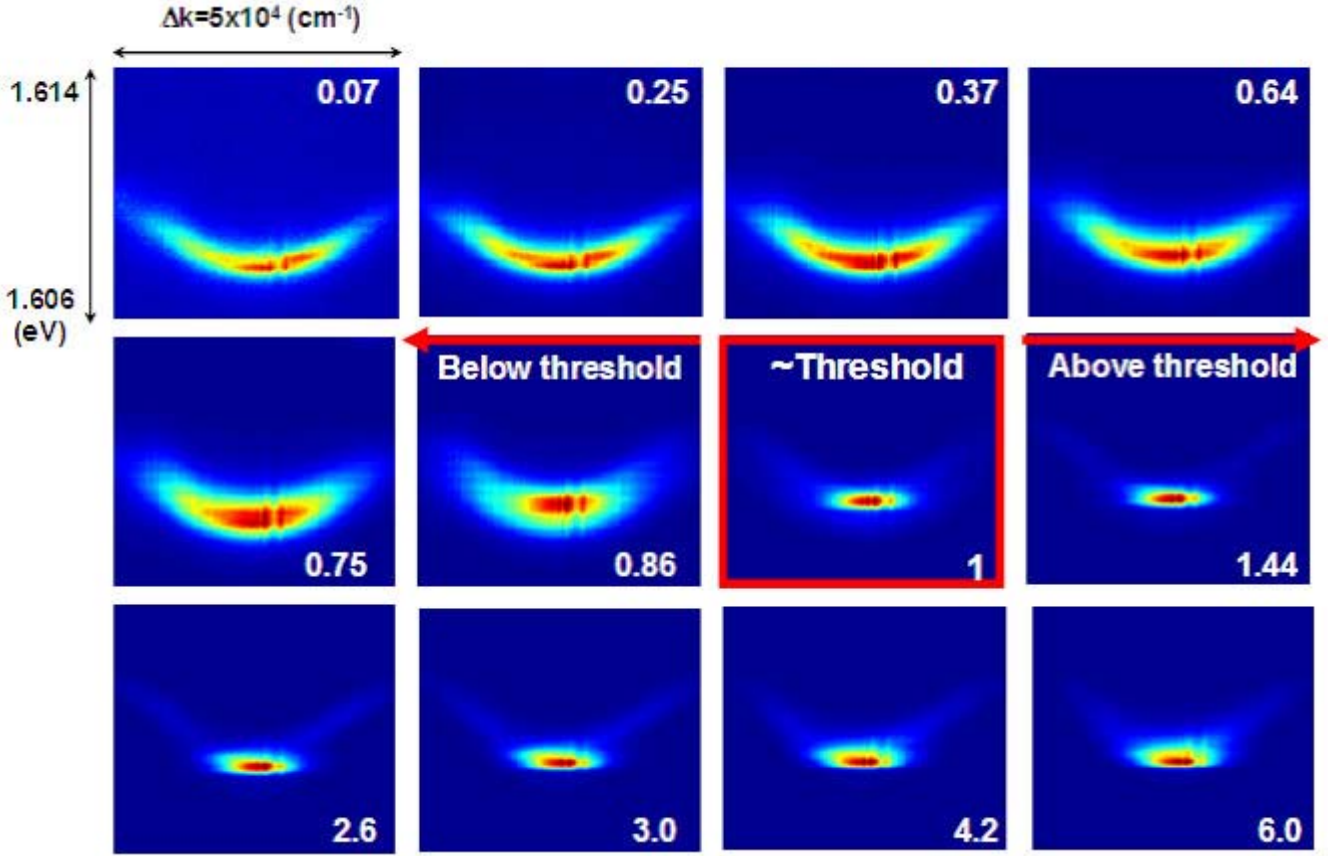 Δk=5x10⁴ (cm⁻¹)
1.614
0.07
0.25
0.37
0.64
1.606
(eV)
Below threshold
~Threshold
Above threshold
0.75
0.86
1
1.44
2.6
3.0
4.2
6.0